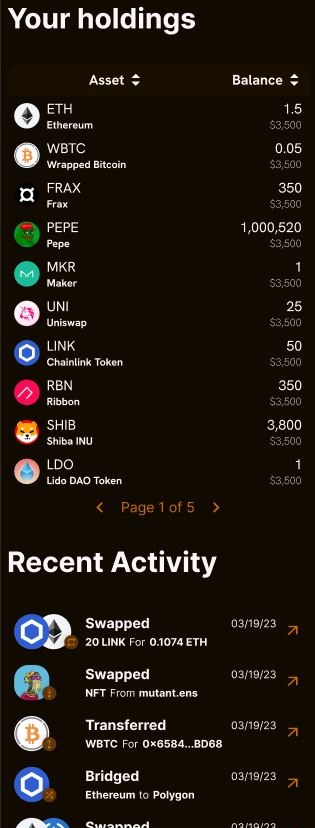 Your holdings
Asset Balance
ETH 1.5
Ethereum $3,500
WBTC 0.05
Wrapped Bitcoin $3,500
FRAX 350
Frax $3,500
PEPE 1,000,520
Pepe $3,500
MKR 1
Maker $3,500
UNI 25
Uniswap $3,500
LINK 50
Chainlink Token $3,500
RBN 350
Ribbon $3,500
SHIB 3,800
Shiba INU $3,500
LDO 1
Lido DAO Token $3,500
Page 1 of 5
Recent Activity
Swapped 03/19/23
20 LINK For 0.1074 ETH
Swapped 03/19/23
NFT From mutant.ens
Transferred 03/19/23
WBTC For 0x6584...BD68
Bridged 03/19/23
Ethereum to Polygon
Swapped 03/19/23